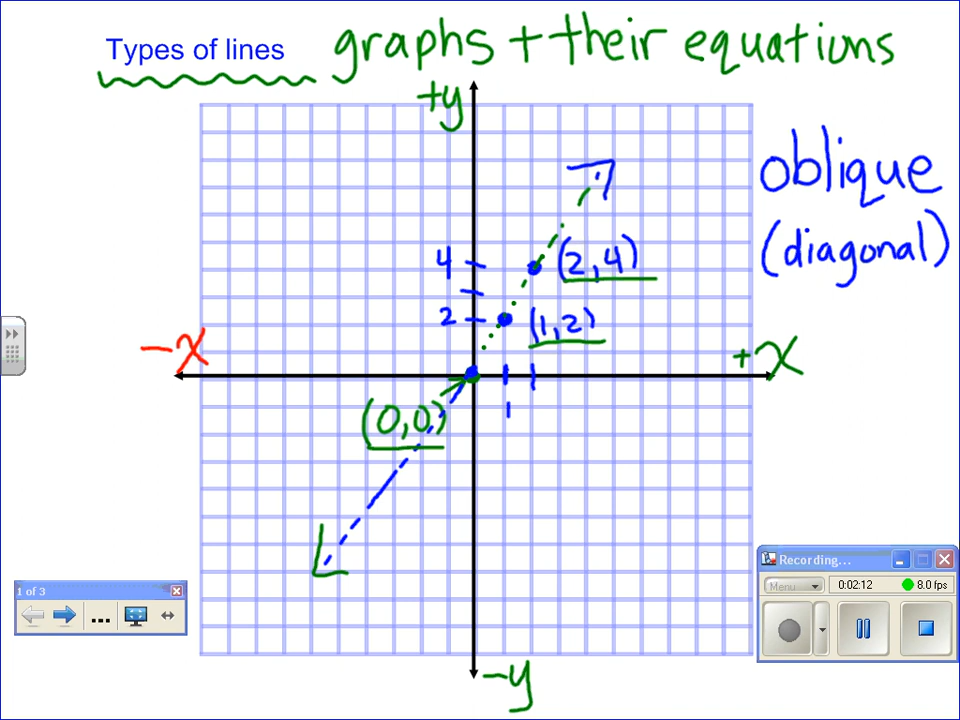 Types of lines graphs + their equations
+y
oblique
(diagonal)
4 (2,4)
2 (1,2)
-x +x
(0,0) 1
-y
1 of 3
...
Recording...
Menu 0:02:12 8.0 fps